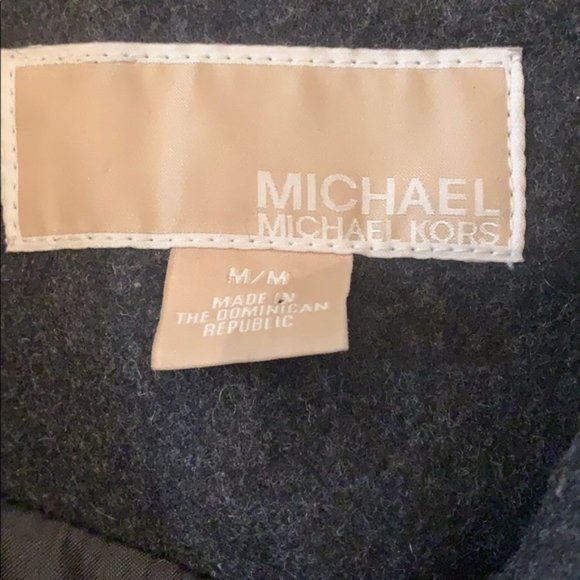 MICHAEL
MICHAEL KORS
M/M
MADE IN
THE DOMINICAN
REPUBLIC